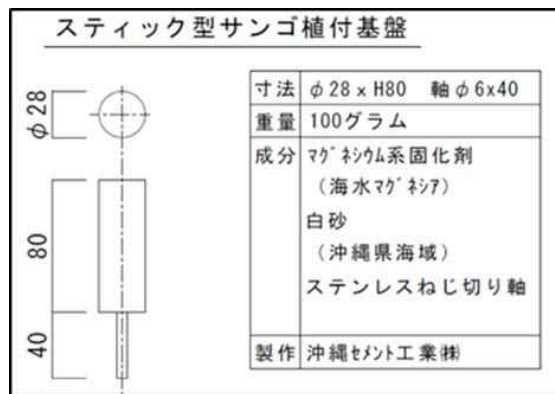 スティック型サンゴ植付基盤
φ28
80
40
寸法 φ28xH80 軸φ6x40
重量 100グラム
成分 ﾏｸﾞﾈｼｳﾑ系固化剤
（海水ﾏｸﾞﾈｼｱ）
白砂
（沖縄県海域）
ステンレスねじ切り軸
製作 沖縄ｾﾒﾝﾄ工業㈱